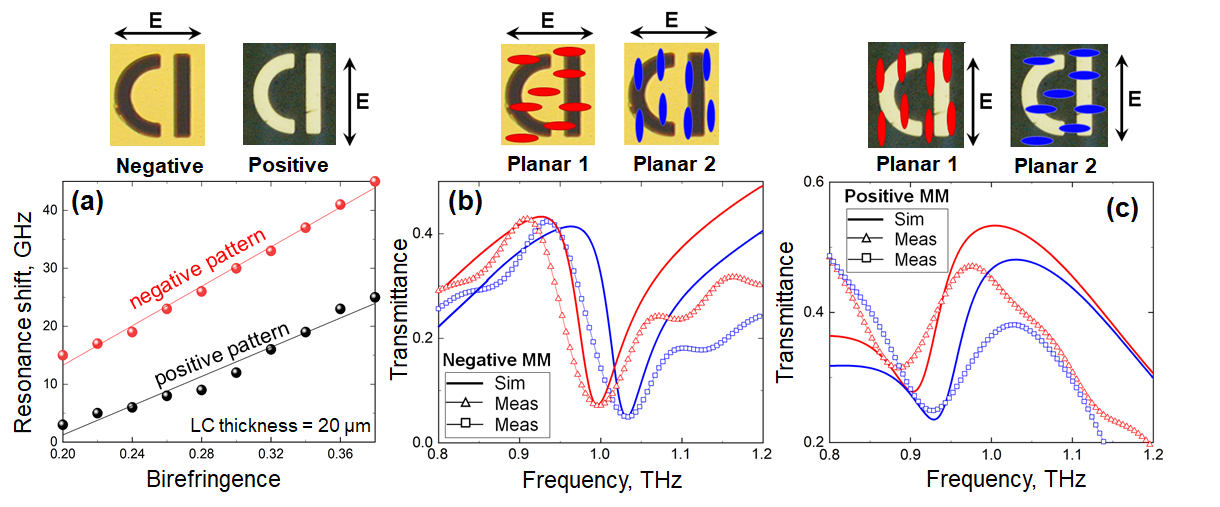 E
E
Negative
Positive
E
E
Planar 1
Planar 2
E
E
Planar 1
Planar 2
(a)
Resonance shift, GHz
40
30
20
10
0
negative pattern
positive pattern
LC thickness = 20 µm
0.20
0.24
0.28
0.32
0.36
Birefringence
(b)
Transmittance
0.4
0.2
0.0
Negative MM
Sim
Meas
Meas
0.8
0.9
1.0
1.1
1.2
Frequency, THz
(c)
Transmittance
0.6
0.4
0.2
Positive MM
Sim
Meas
Meas
0.8
0.9
1.0
1.1
1.2
Frequency, THz